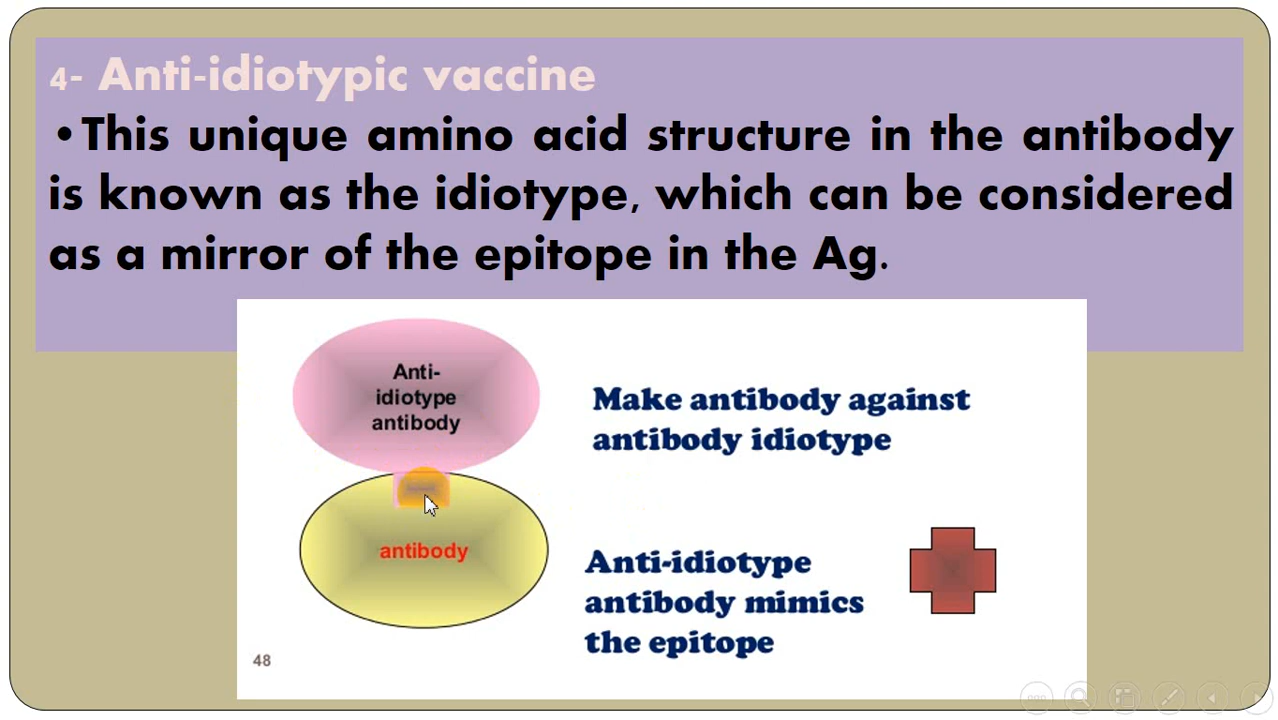 4- Anti-idiotypic vaccine
•This unique amino acid structure in the antibody
is known as the idiotype, which can be considered
as a mirror of the epitope in the Ag.
Anti-
idiotype
antibody
Make antibody against
antibody idiotype
antibody
Anti-idiotype
antibody mimics
the epitope
48